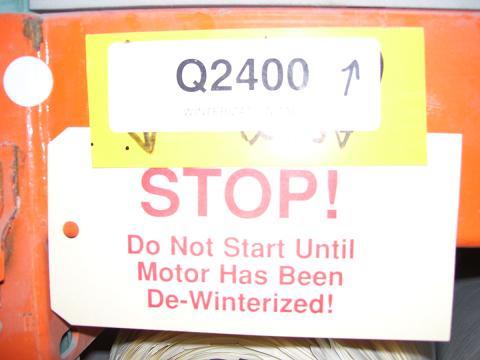 Q2400
STOP!
Do Not Start Until
Motor Has Been
De-Winterized!